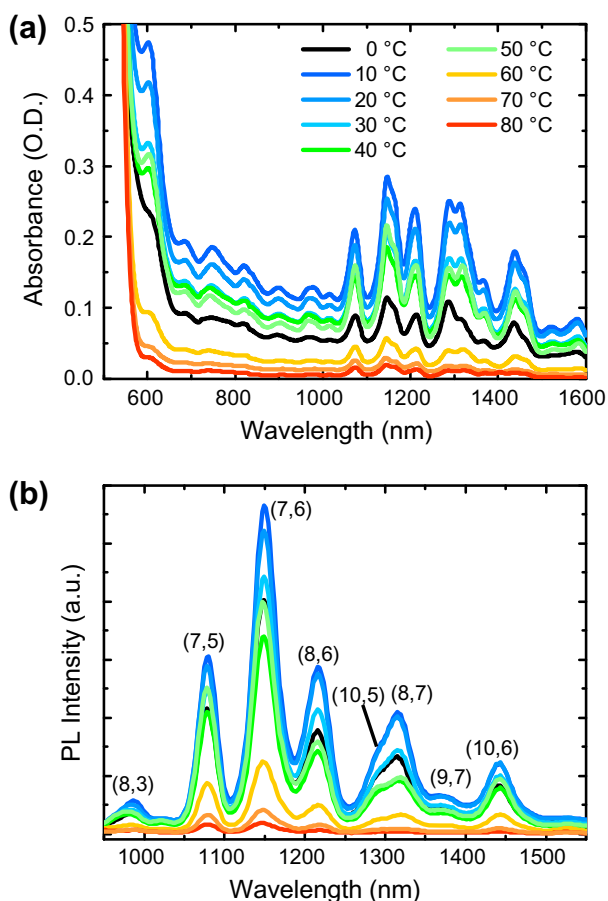 (a)
0.5
0.4
0.3
0.2
0.1
0.0
Absorbance (O.D.)
0 °C
10 °C
20 °C
30 °C
40 °C
50 °C
60 °C
70 °C
80 °C
600 800 1000 1200 1400 1600
Wavelength (nm)
(b)
PL Intensity (a.u.)
(8,3)
(7,5)
(7,6)
(8,6)
(10,5)
(8,7)
(9,7)
(10,6)
1000 1100 1200 1300 1400 1500
Wavelength (nm)